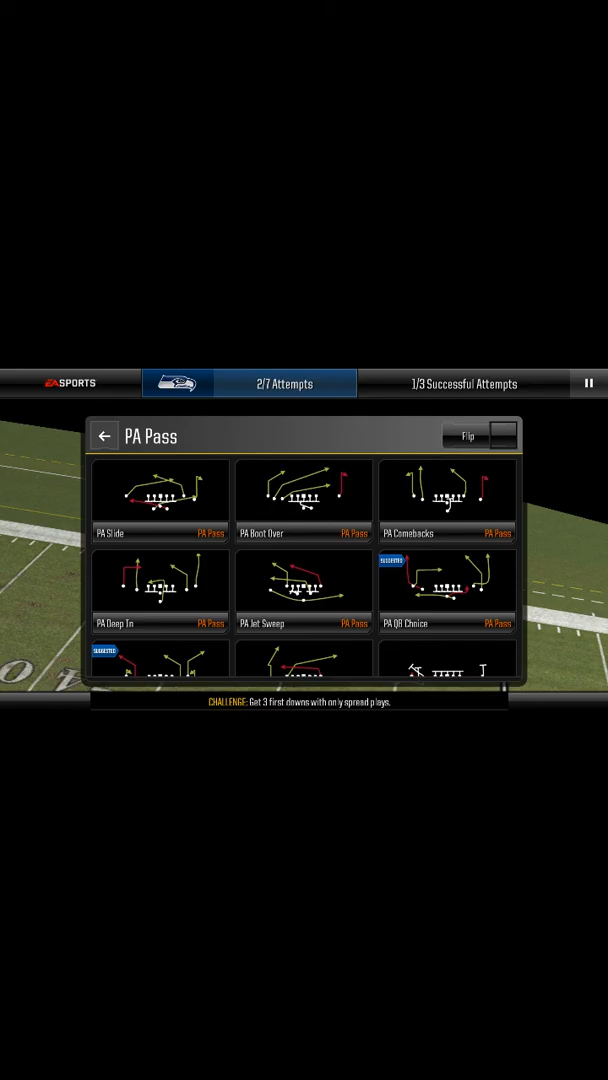 EA SPORTS
2/7 Attempts
1/3 Successful Attempts
PA Pass
Flip
PA Slide PA Pass
PA Boot Over PA Pass
PA Comebacks PA Pass
SUGGESTED
PA Deep In PA Pass
PA Jet Sweep PA Pass
PA QB Choice PA Pass
SUGGESTED
CHALLENGE: Get 3 first downs with only spread plays.